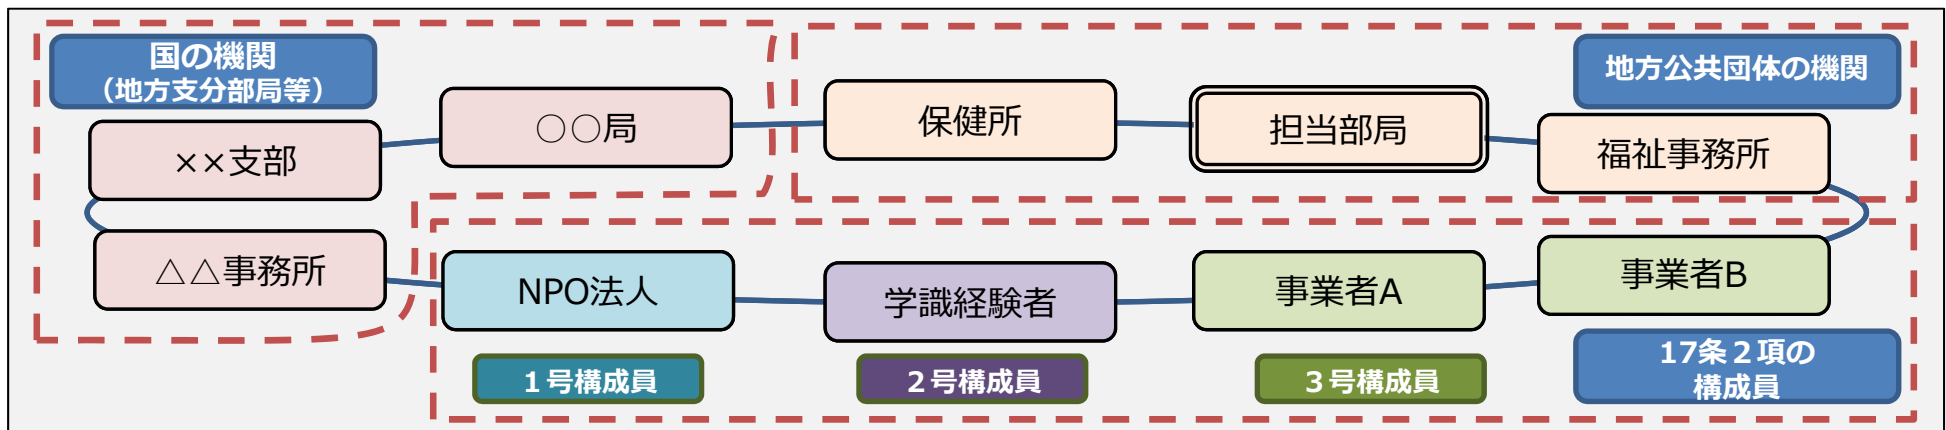 国の機関
（地方支分部局等）
地方公共団体の機関
○○局
保健所
担当部局
福祉事務所
××支部
△△事務所
NPO法人
学識経験者
事業者A
事業者B
１号構成員
２号構成員
３号構成員
17条２項の
構成員